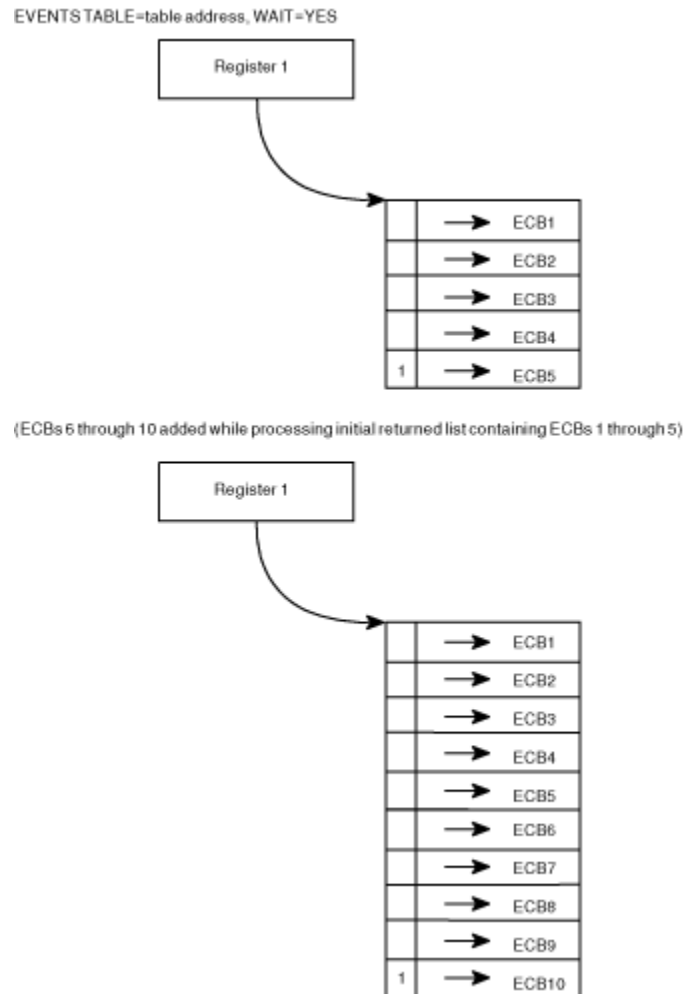 EVENTS TABLE=table address, WAIT=YES
Register 1
ECB1
ECB2
ECB3
ECB4
1 ECB5
(ECBs 6 through 10 added while processing initial returned list containing ECBs 1 through 5)
Register 1
ECB1
ECB2
ECB3
ECB4
ECB5
ECB6
ECB7
ECB8
ECB9
1 ECB10